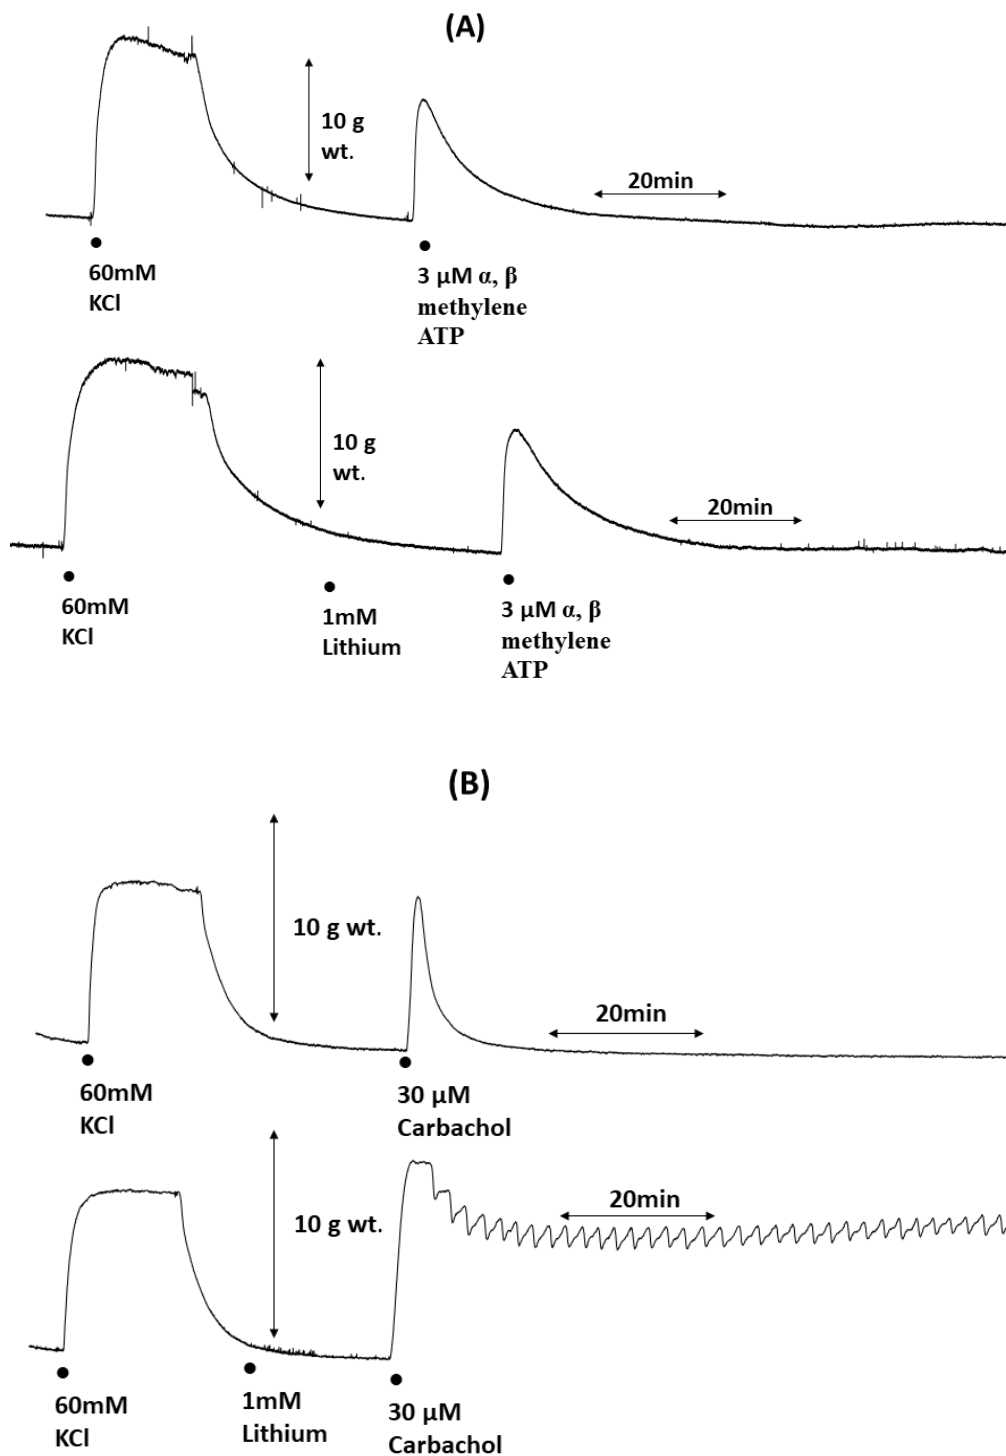 (A)
10 g
wt.
20min
60mM
KCl
3 µM α, β
methylene
ATP
10 g
wt.
20min
60mM
KCl
1mM
Lithium
3 µM α, β
methylene
ATP
(B)
10 g wt.
20min
60mM
KCl
30 µM
Carbachol
10 g wt.
20min
60mM
KCl
1mM
Lithium
30 µM
Carbachol